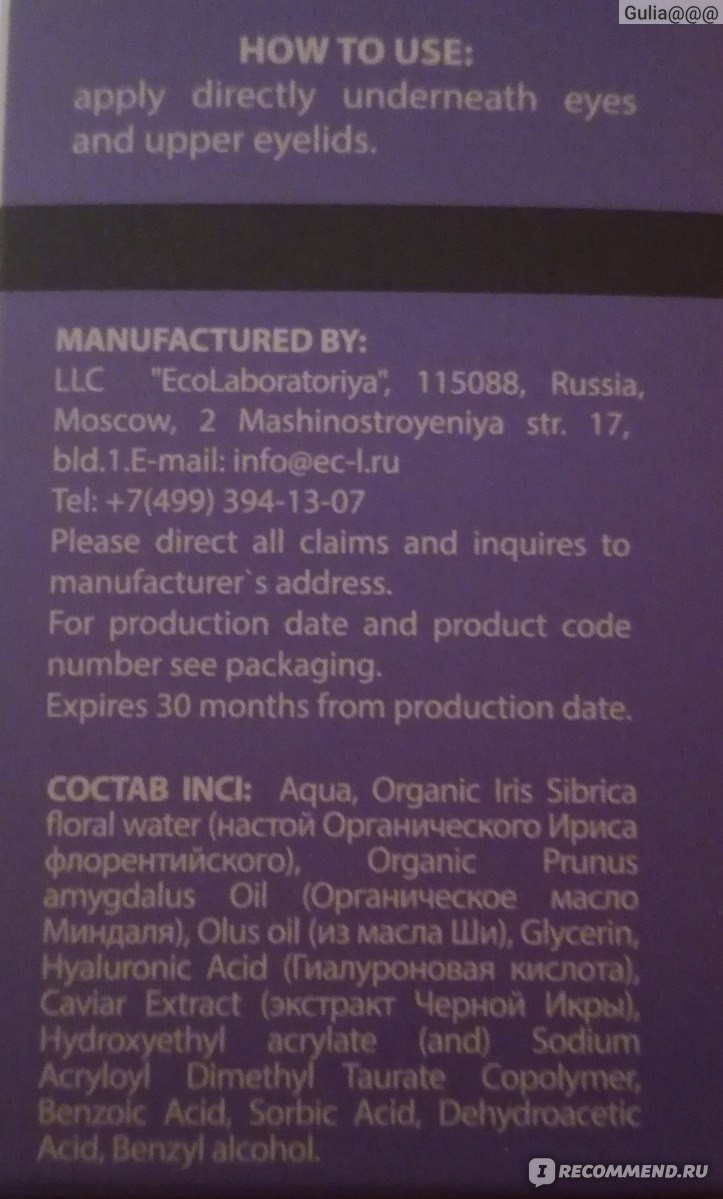 Gulia@@@
HOW TO USE:
apply directly underneath eyes
and upper eyelids.
MANUFACTURED BY:
LLC "EcoLaboratoriya", 115088, Russia,
Moscow, 2 Mashinostroyeniya str. 17,
bld.1.E-mail: info@ec-l.ru
Tel: +7(499) 394-13-07
Please direct all claims and inquires to
manufacturer`s address.
For production date and product code
number see packaging.
Expires 30 months from production date.
СОСТАВ INCI: Aqua, Organic Iris Sibrica
floral water (настой Органического Ириса
флорентийского), Organic Prunus
amygdalus Oil (Органическое масло
Миндаля), Olus oil (из масла Ши), Glycerin,
Hyaluronic Acid (Гиалуроновая кислота),
Caviar Extract (экстракт Черной Икры),
Hydroxyethyl acrylate (and) Sodium
Acryloyl Dimethyl Taurate Copolymer,
Benzoic Acid, Sorbic Acid, Dehydroacetic
Acid, Benzyl alcohol.
I RECOMMEND.RU